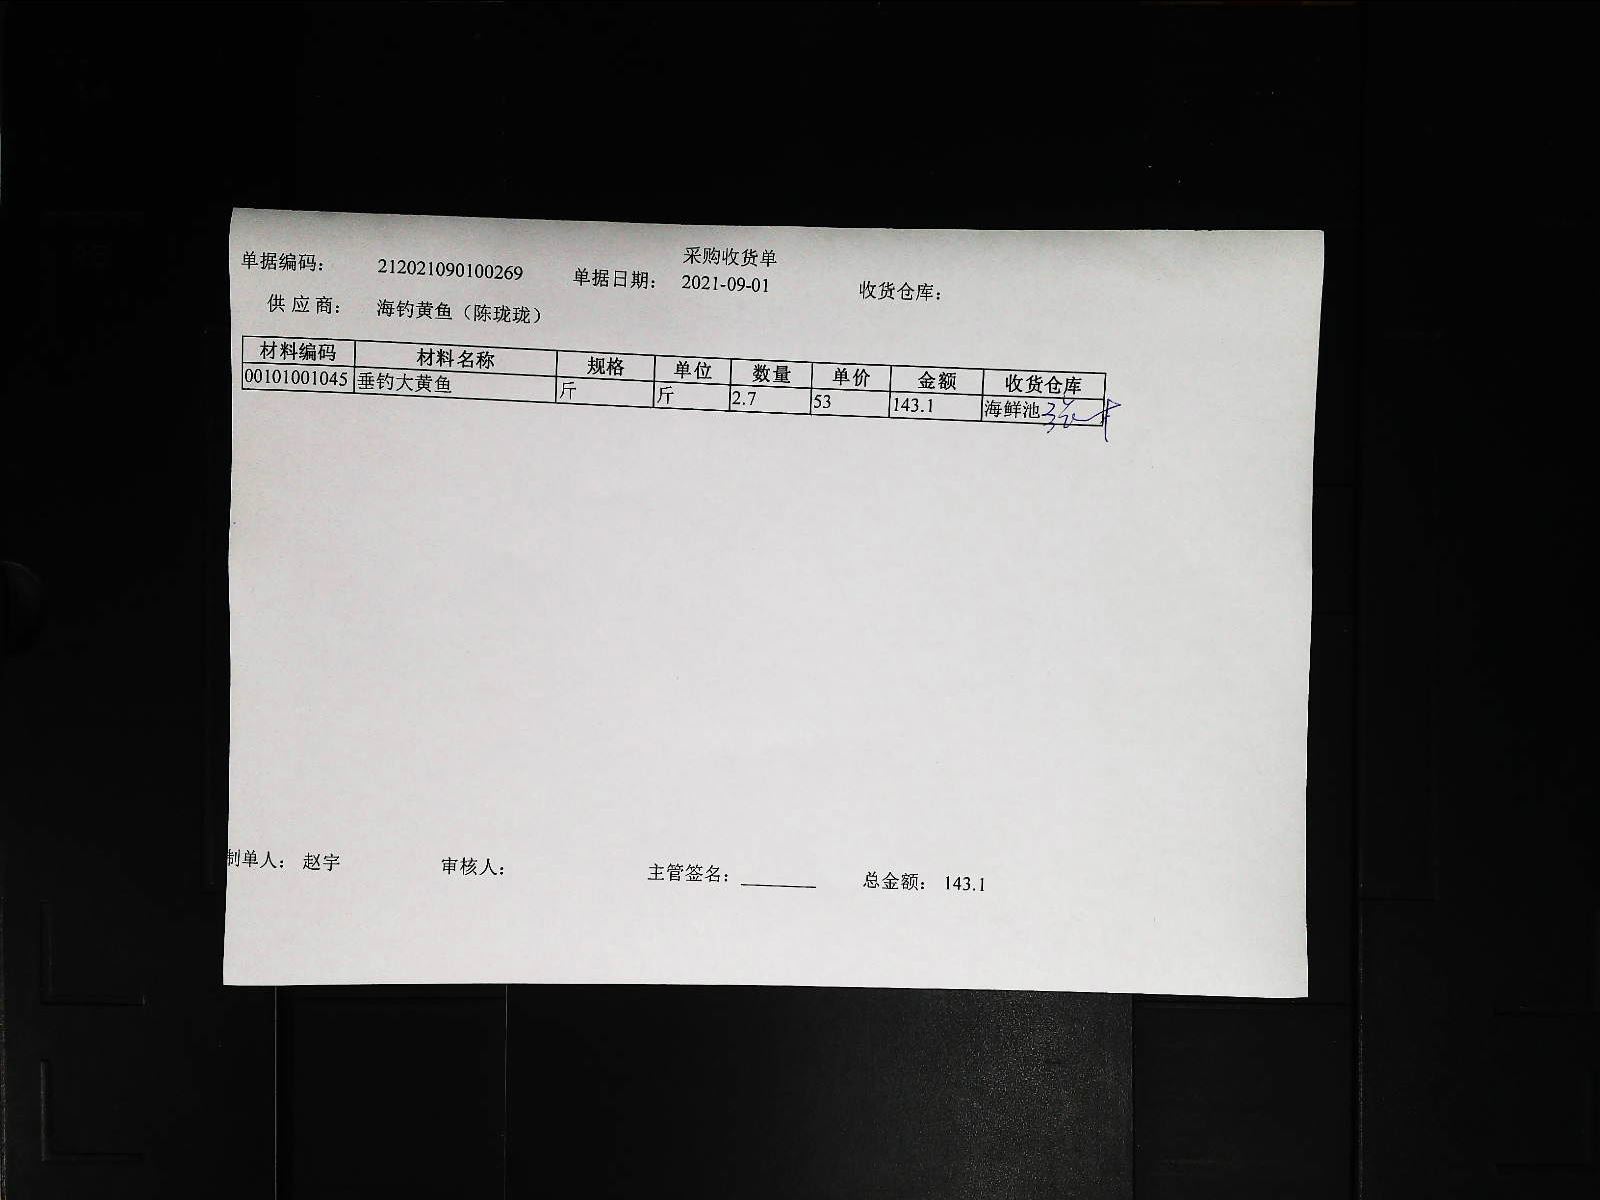 采购收货单
单据编码: 212021090100269 单据日期: 2021-09-01 收货仓库:
供 应 商: 海钓黄鱼（陈珑珑）
材料编码 材料名称 规格 单位 数量 单价 金额 收货仓库
00101001045 垂钓大黄鱼 斤 斤 2.7 53 143.1 海鲜池
制单人: 赵宇 审核人: 主管签名: 总金额: 143.1